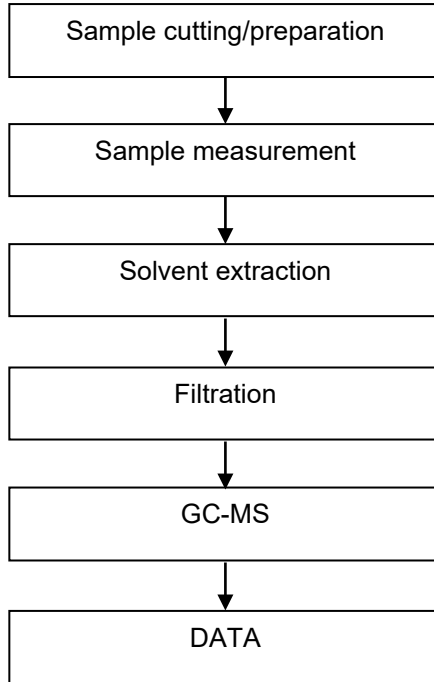 Sample cutting/preparation
Sample measurement
Solvent extraction
Filtration
GC-MS
DATA